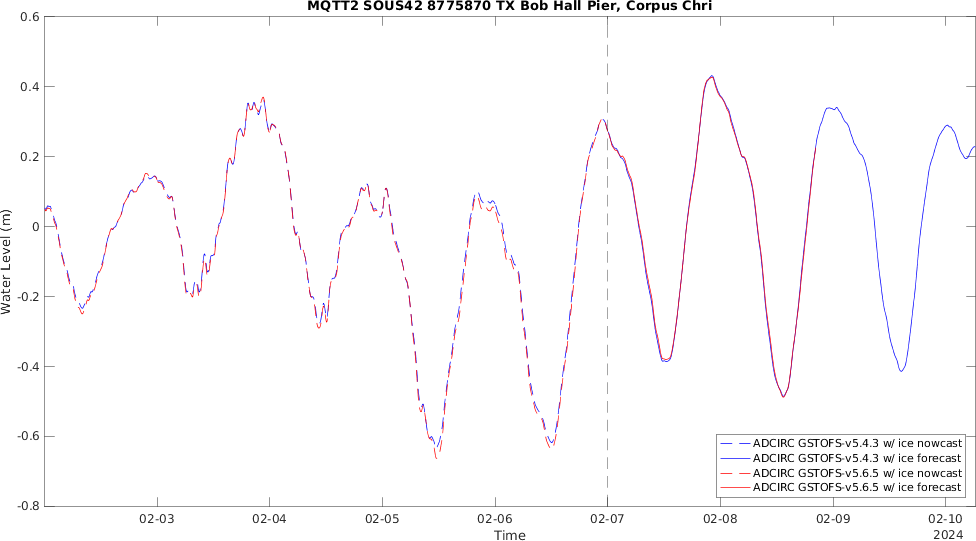 MQTT2 SOUS42 8775870 TX Bob Hall Pier, Corpus Chri
0.6
0.4
0.2
0
-0.2
-0.4
-0.6
-0.8
Water Level (m)
ADCIRC GSTOFS-v5.4.3 w/ ice nowcast
ADCIRC GSTOFS-v5.4.3 w/ ice forecast
ADCIRC GSTOFS-v5.6.5 w/ ice nowcast
ADCIRC GSTOFS-v5.6.5 w/ ice forecast
02-03 02-04 02-05 02-06 02-07 02-08 02-09 02-10
Time 2024